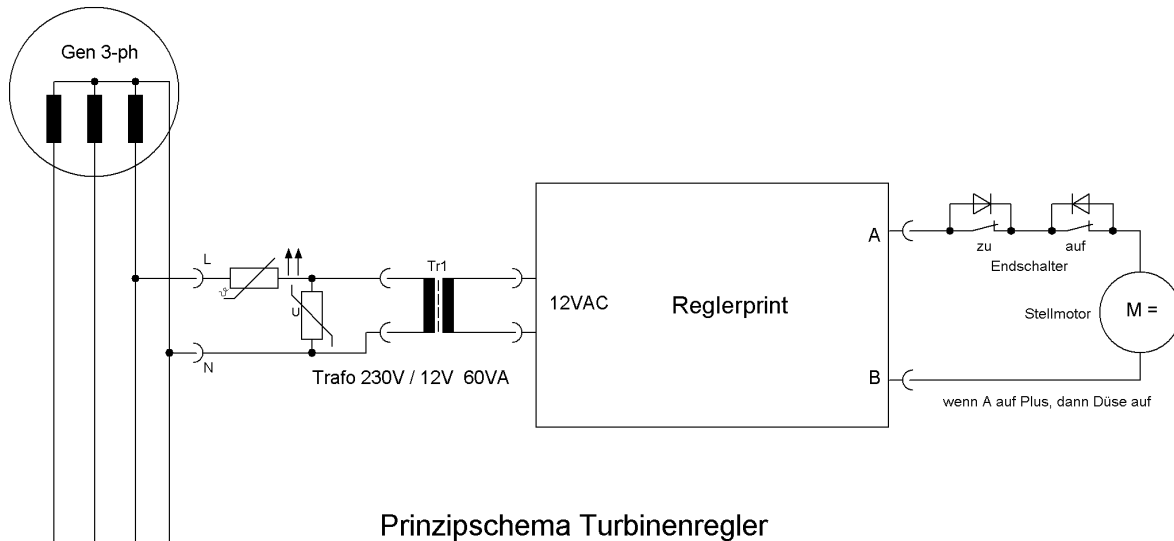 Gen 3-ph
L
ϑ
U
N
Tr1
Trafo 230V / 12V 60VA
12VAC
Reglerprint
A
B
zu
auf
Endschalter
Stellmotor
M =
wenn A auf Plus, dann Düse auf
Prinzipschema Turbinenregler